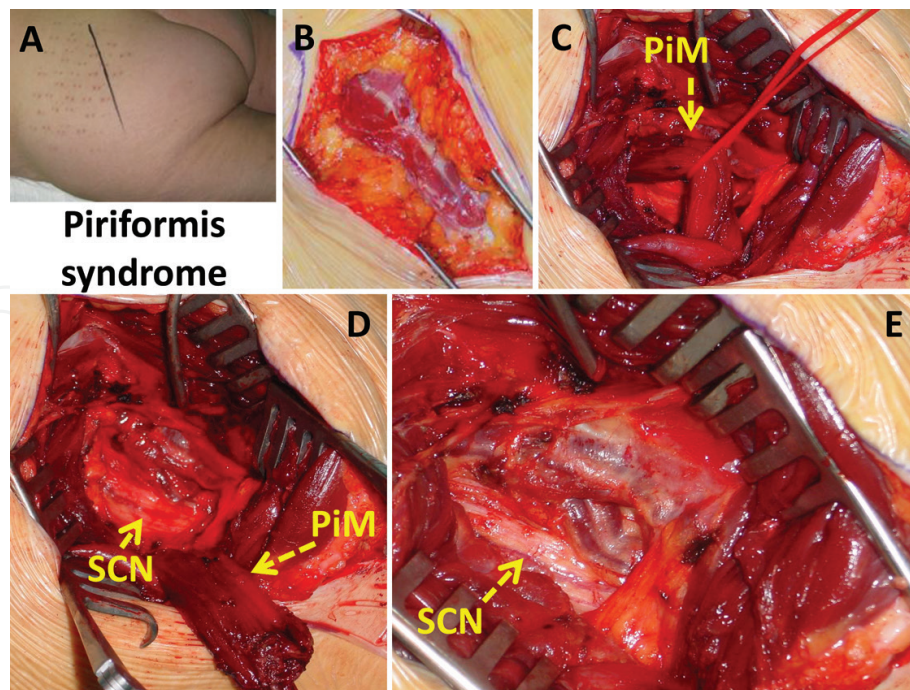 A
B
C
PiM
Piriformis
syndrome
D
E
SCN
PiM
SCN